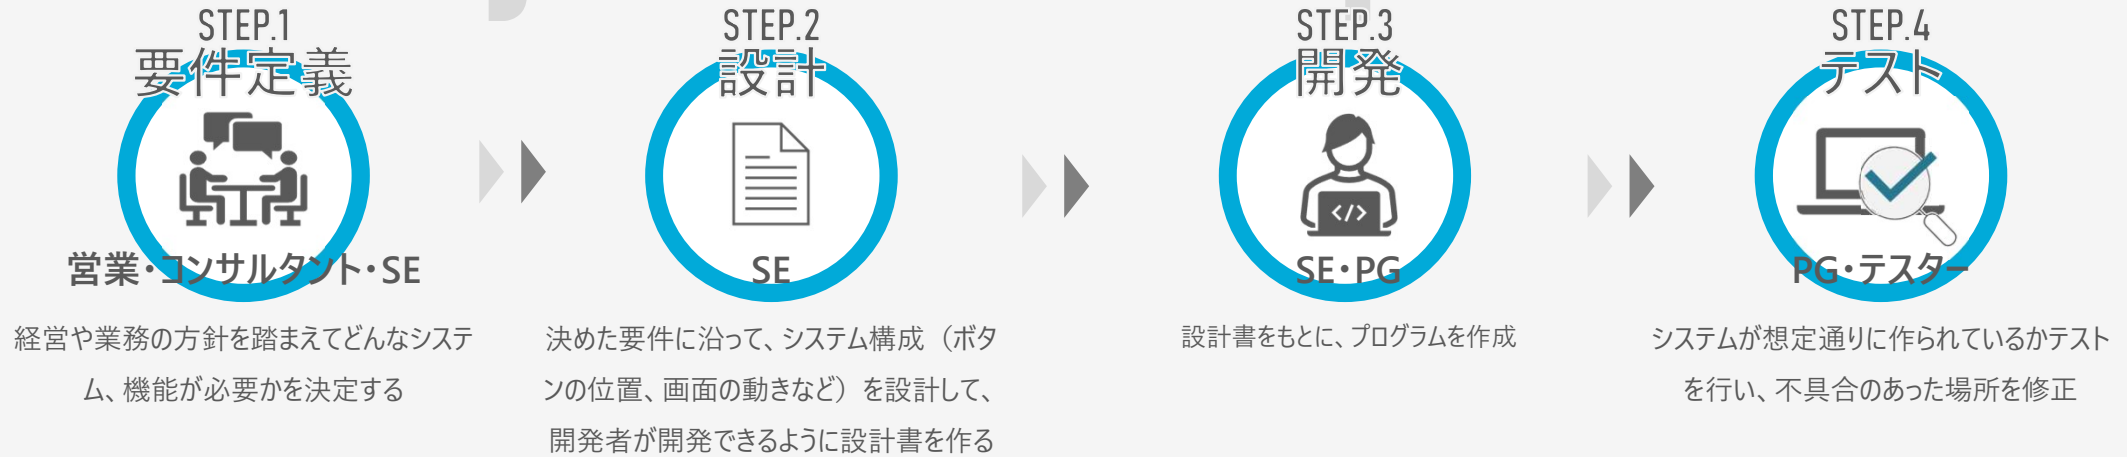 STEP.1
要件定義
営業・コンサルタント・SE
経営や業務の方針を踏まえてどんなシステ
ム、機能が必要かを決定する
STEP.2
設計
SE
決めた要件に沿って、システム構成（ボタ
ンの位置、画面の動きなど）を設計して、
開発者が開発できるように設計書を作る
STEP.3
開発
</>
SE・PG
設計書をもとに、プログラムを作成
STEP.4
テスト
PG・テスター
システムが想定通りに作られているかテスト
を行い、不具合のあった場所を修正